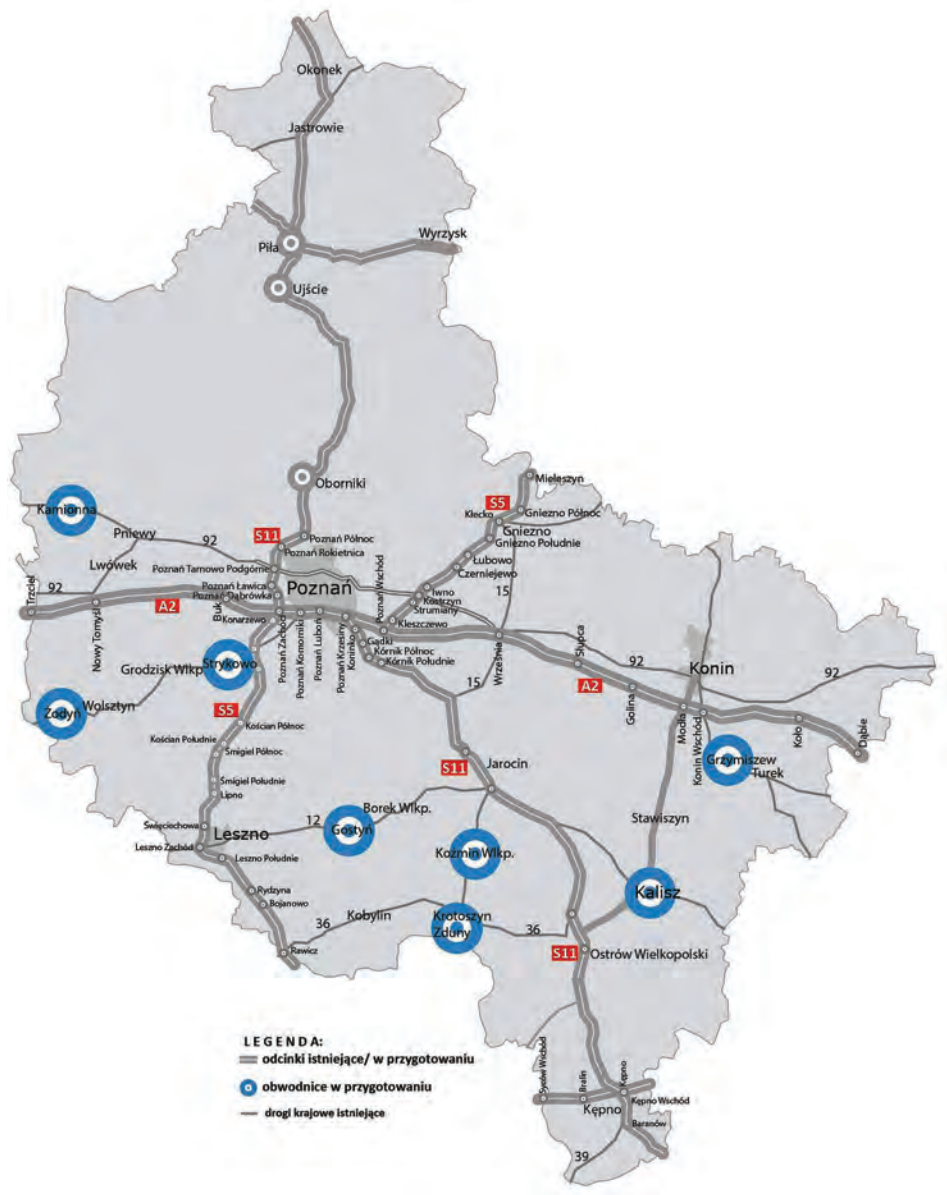 Okonek
Jastrowie
Wyrzysk
Piła
Ujście
Oborniki
Mieleszyn
S5
Kłecko
Gniezno Północ
Gniezno
Gniezno Południe
Kamionna
Pniewy
92
S11
Poznań Północ
Poznań Rokietnica
Lwówek
Poznań Tarnowo Podgórne
Łubowo
Czerniejewo
Trzciel
92
Poznań Ławica
Poznań
Poznań Dąbrówka
Poznań Wschód
Iwno
Kostrzyn
Strumiany
15
A2
Nowy Tomyśl
Buk
Konarzewo
Kleszczewo
Poznań Zachód
Poznań Komorniki
Poznań Luboń
Poznań Krzesiny
Koninko
Gądki
Kórnik Północ
Kórnik Południe
Września
Słupca
92
Konin
92
Grodzisk Wlkp
Strykowo
15
A2
Golina
Żodyń
Wolsztyn
S5
Kościan Północ
Modła
Konin Wschód
Koło
Dąbie
Kościan Południe
Śmigiel Północ
S11
Jarocin
Grzymiszew
Turek
Śmigiel Południe
Lipno
Borek Wlkp.
Stawiszyn
Święciechowa
Leszno
12
Gostyń
Leszno Zachód
Leszno Południe
Koźmin Wlkp.
Rydzyna
Bojanowo
Kalisz
Kobylin
Krotoszyn
Zduny
36
36
Rawicz
S11
Ostrów Wielkopolski
LEGENDA:
odcinki istniejące/ w przygotowaniu
obwodnice w przygotowaniu
drogi krajowe istniejące
Syców Wschód
Bralin
Kępno
Kępno Wschód
Kępno
Baranów
39